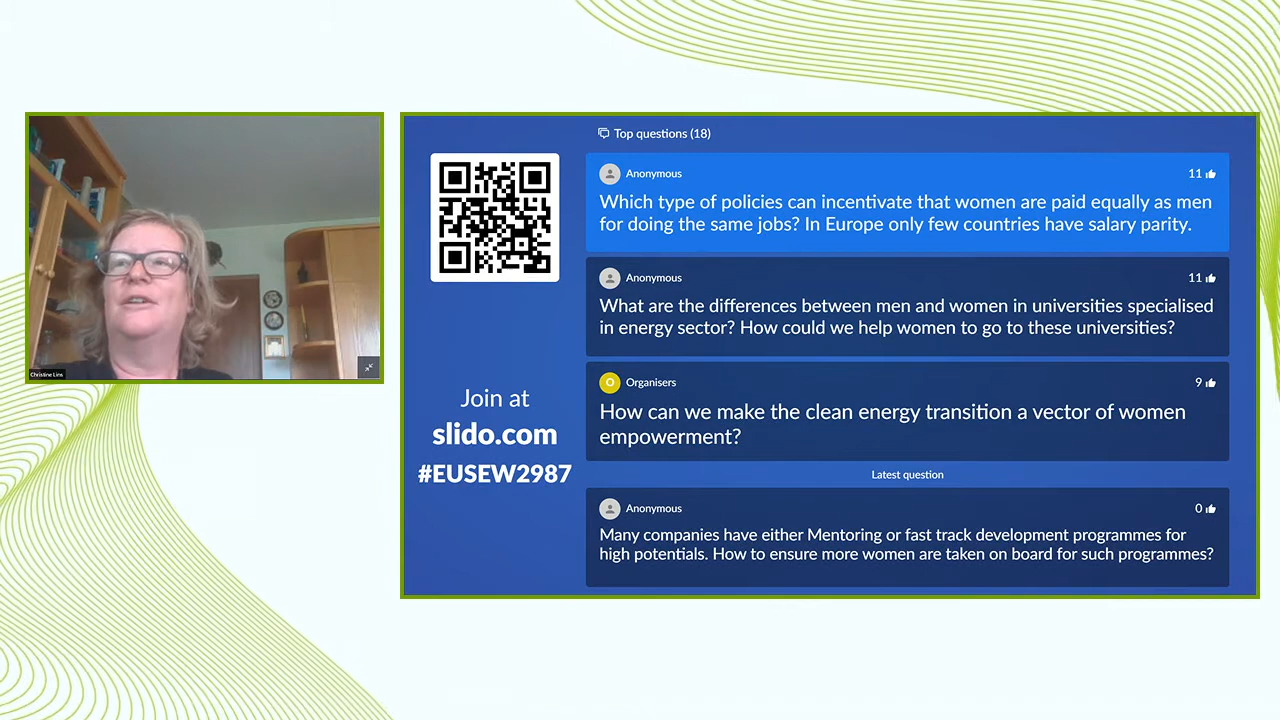 Christine Lins
Top questions (18)
Anonymous
11
Which type of policies can incentivate that women are paid equally as men
for doing the same jobs? In Europe only few countries have salary parity.
Anonymous
11
What are the differences between men and women in universities specialised
in energy sector? How could we help women to go to these universities?
O
Organisers
9
How can we make the clean energy transition a vector of women
empowerment?
Latest question
Anonymous
0
Many companies have either Mentoring or fast track development programmes for
high potentials. How to ensure more women are taken on board for such programmes?
Join at
slido.com
#EUSEW2987